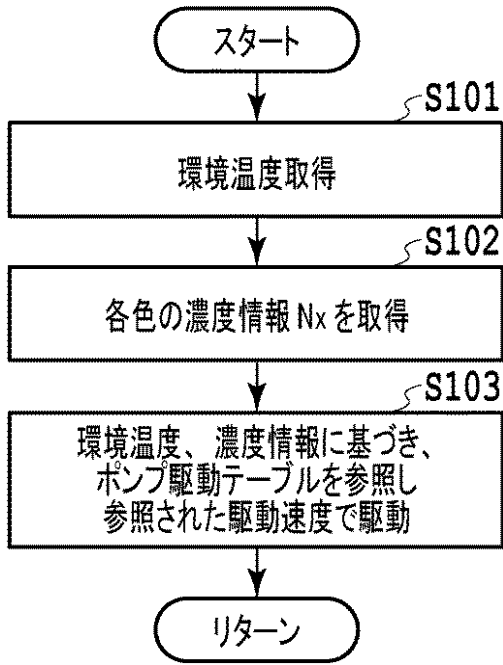 スタート
S101
環境温度取得
S102
各色の濃度情報 Nx を取得
S103
環境温度、濃度情報に基づき、
ポンプ駆動テーブルを参照し
参照された駆動速度で駆動
リターン